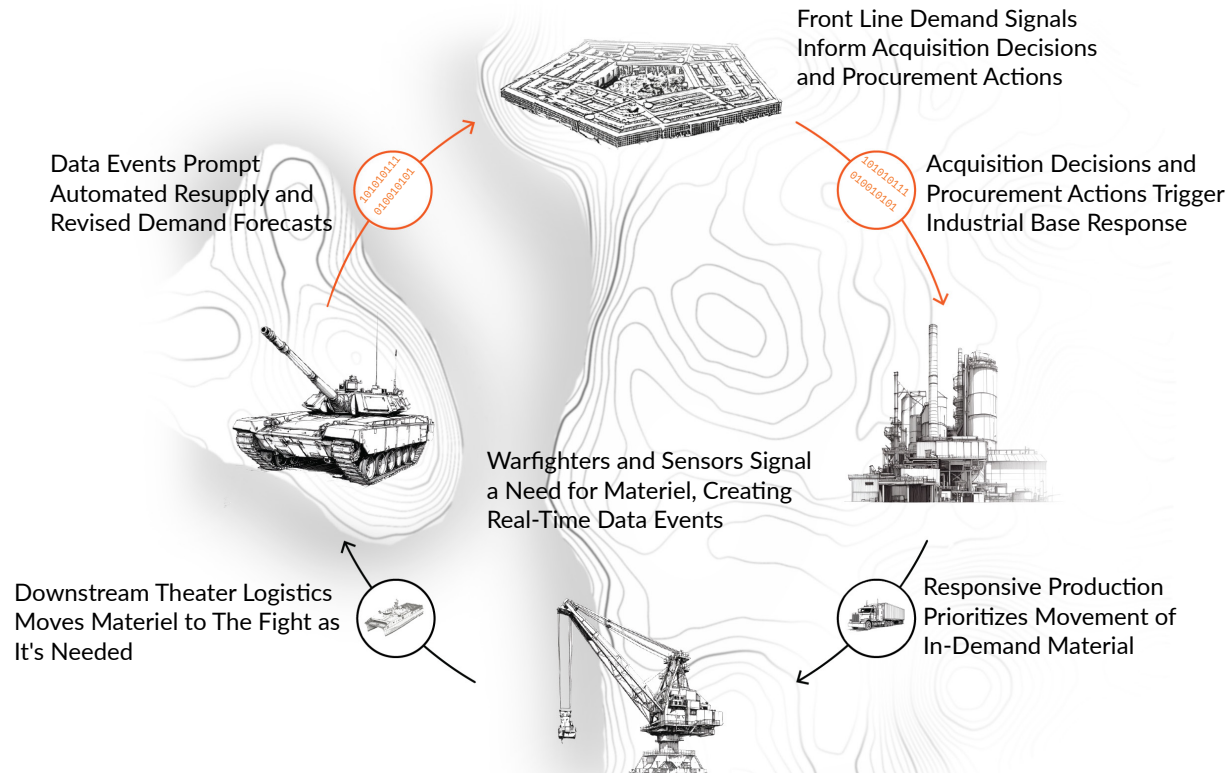 Front Line Demand Signals
Inform Acquisition Decisions
and Procurement Actions
Data Events Prompt
Automated Resupply and
Revised Demand Forecasts
101010111
010010101
101010111
010010101
Acquisition Decisions and
Procurement Actions Trigger
Industrial Base Response
Warfighters and Sensors Signal
a Need for Materiel, Creating
Real-Time Data Events
Downstream Theater Logistics
Moves Materiel to The Fight as
It's Needed
Responsive Production
Prioritizes Movement of
In-Demand Material